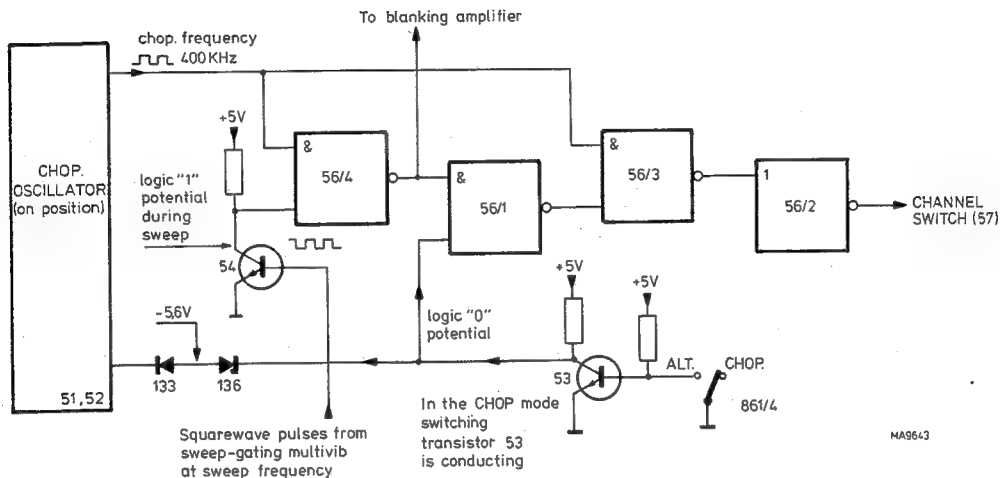 To blanking amplifier
chop. frequency
400KHz
+5V
&
56/4
&
56/1
&
56/3
1
56/2
CHANNEL
SWITCH (57)
CHOP.
OSCILLATOR
(on position)
logic "1"
potential
during
sweep
54
-5,6V
logic "0"
potential
+5V
+5V
133
136
53
ALT.
CHOP.
861/4
51,52
In the CHOP mode
switching
transistor 53
is conducting
Squarewave pulses from
sweep-gating multivib
at sweep frequency
MA9643